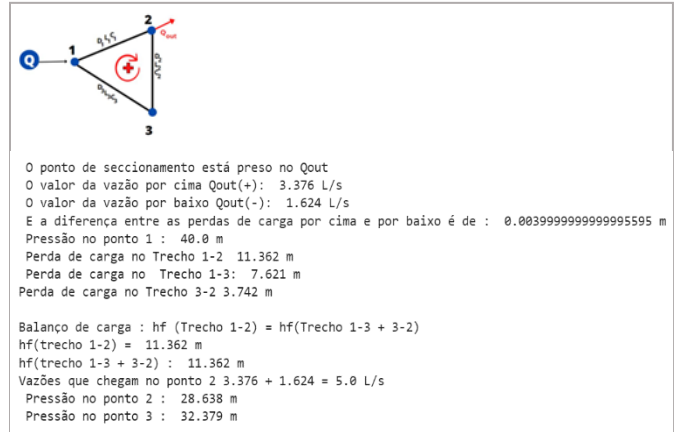 2
Qout
D₁L₁C₁
1
Q
+
3
O ponto de seccionamento está preso no Qout
O valor da vazão por cima Qout(+): 3.376 L/s
O valor da vazão por baixo Qout(-): 1.624 L/s
E a diferença entre as perdas de carga por cima e por baixo é de : 0.0039999999999995595 m
Pressão no ponto 1 : 40.0 m
Perda de carga no Trecho 1-2 11.362 m
Perda de carga no Trecho 1-3: 7.621 m
Perda de carga no Trecho 3-2 3.742 m
Balanço de carga : hf (Trecho 1-2) = hf(Trecho 1-3 + 3-2)
hf(trecho 1-2) = 11.362 m
hf(trecho 1-3 + 3-2) : 11.362 m
Vazões que chegam no ponto 2 3.376 + 1.624 = 5.0 L/s
Pressão no ponto 2 : 28.638 m
Pressão no ponto 3 : 32.379 m